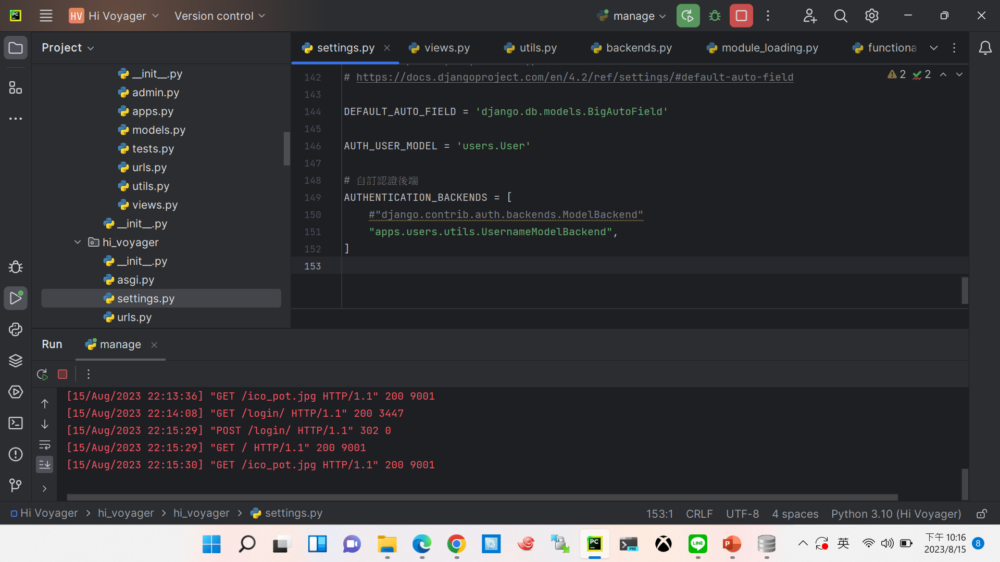 PC
HV Hi Voyager
Version control
manage
Project
settings.py
views.py
utils.py
backends.py
module_loading.py
functiona
__init__.py
admin.py
apps.py
models.py
tests.py
urls.py
utils.py
views.py
__init__.py
hi_voyager
__init__.py
asgi.py
settings.py
urls.py
2
2
142 # https://docs.djangoproject.com/en/4.2/ref/settings/#default-auto-field
143
144 DEFAULT_AUTO_FIELD = 'django.db.models.BigAutoField'
145
146 AUTH_USER_MODEL = 'users.User'
147
148 # 自訂認證後端
149 AUTHENTICATION_BACKENDS = [
150 #"django.contrib.auth.backends.ModelBackend"
151 "apps.users.utils.UsernameModelBackend",
152 ]
153
Run
manage
[15/Aug/2023 22:13:36] "GET /ico_pot.jpg HTTP/1.1" 200 9001
[15/Aug/2023 22:14:08] "GET /login/ HTTP/1.1" 200 3447
[15/Aug/2023 22:15:29] "POST /login/ HTTP/1.1" 302 0
[15/Aug/2023 22:15:29] "GET / HTTP/1.1" 200 9001
[15/Aug/2023 22:15:30] "GET /ico_pot.jpg HTTP/1.1" 200 9001
Hi Voyager > hi_voyager > hi_voyager > settings.py
153:1 CRLF UTF-8 4 spaces Python 3.10 (Hi Voyager)
PC
PRE
LINE
P
英
下午 10:16
2023/8/15
8